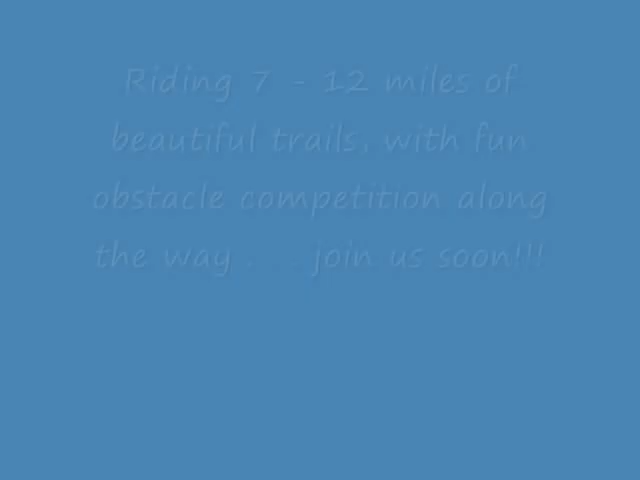 Riding 7 - 12 miles of
beautiful trails, with fun
obstacle competition along
the way . . . join us soon!!!